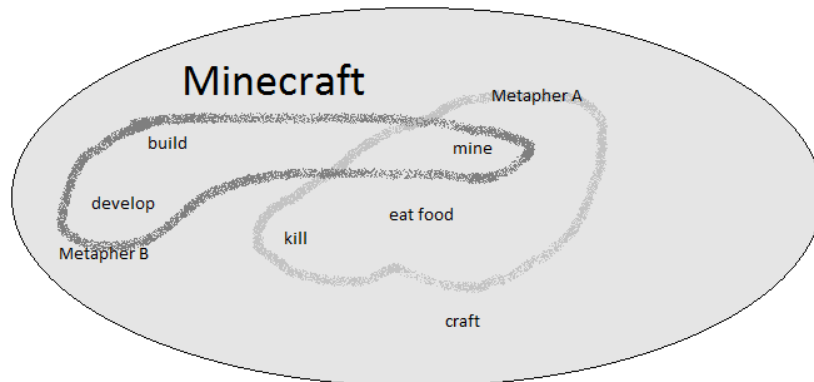 Minecraft
Metapher A
build
mine
develop
eat food
kill
Metapher B
craft